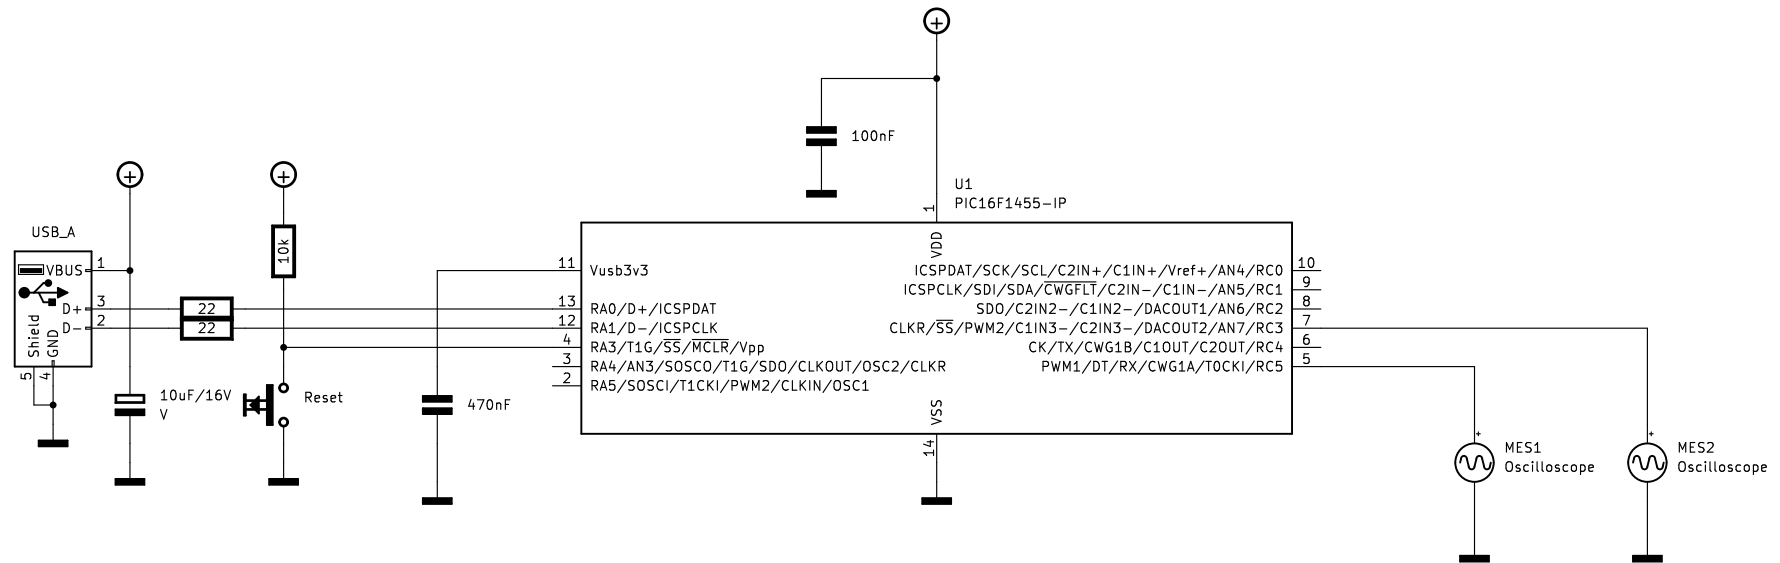 100nF
U1
PIC16F1455-IP
1
VDD
USB_A
VBUS
1
D+
3
D-
2
Shield
GND
5
4
10k
22
22
10uF/16V
V
Reset
470nF
11
Vusb3v3
13
RA0/D+/ICSPDAT
12
RA1/D-/ICSPCLK
4
RA3/T1G/SS/MCLR/Vpp
3
RA4/AN3/SOSCO/T1G/SDO/CLKOUT/OSC2/CLKR
2
RA5/SOSCI/T1CKI/PWM2/CLKIN/OSC1
ICSPDAT/SCK/SCL/C2IN+/C1IN+/Vref+/AN4/RC0
10
ICSPCLK/SDI/SDA/CWGFLT/C2IN-/C1IN-/AN5/RC1
9
SDO/C2IN2-/C1IN2-/DACOUT1/AN6/RC2
8
CLKR/SS/PWM2/C1IN3-/C2IN3-/DACOUT2/AN7/RC3
7
CK/TX/CWG1B/C1OUT/C2OUT/RC4
6
PWM1/DT/RX/CWG1A/T0CKI/RC5
5
VSS
14
MES1
Oscilloscope
MES2
Oscilloscope